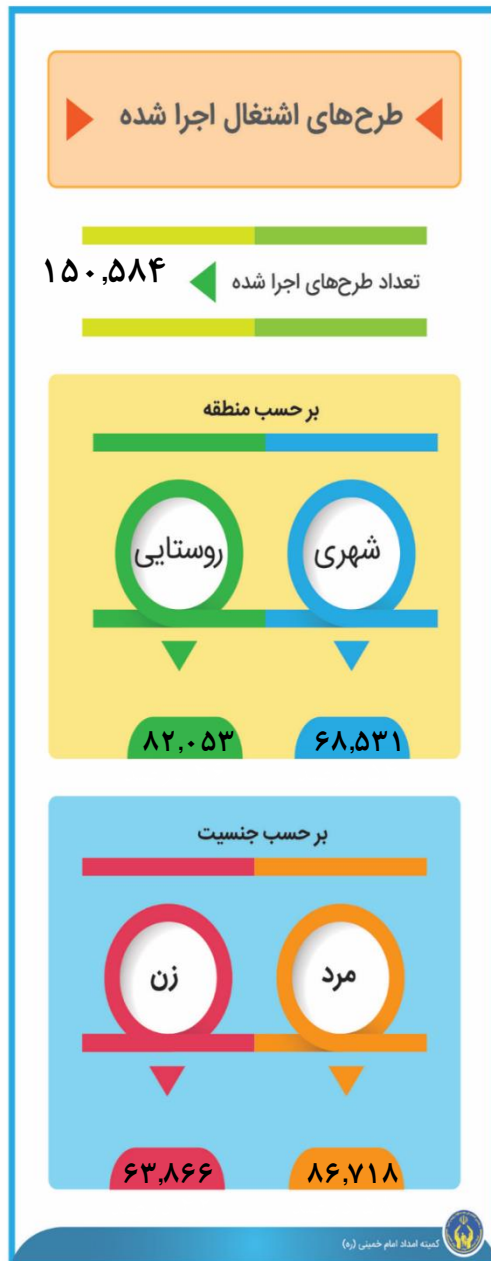 طرح‌های اشتغال اجرا شده
تعداد طرح‌های اجرا شده ۱۵۰,۵۸۴
بر حسب منطقه
شهری روستایی
۶۸,۵۳۱ ۸۲,۰۵۳
بر حسب جنسیت
مرد زن
۸۶,۷۱۸ ۶۳,۸۶۶
کمیته امداد امام خمینی (ره)